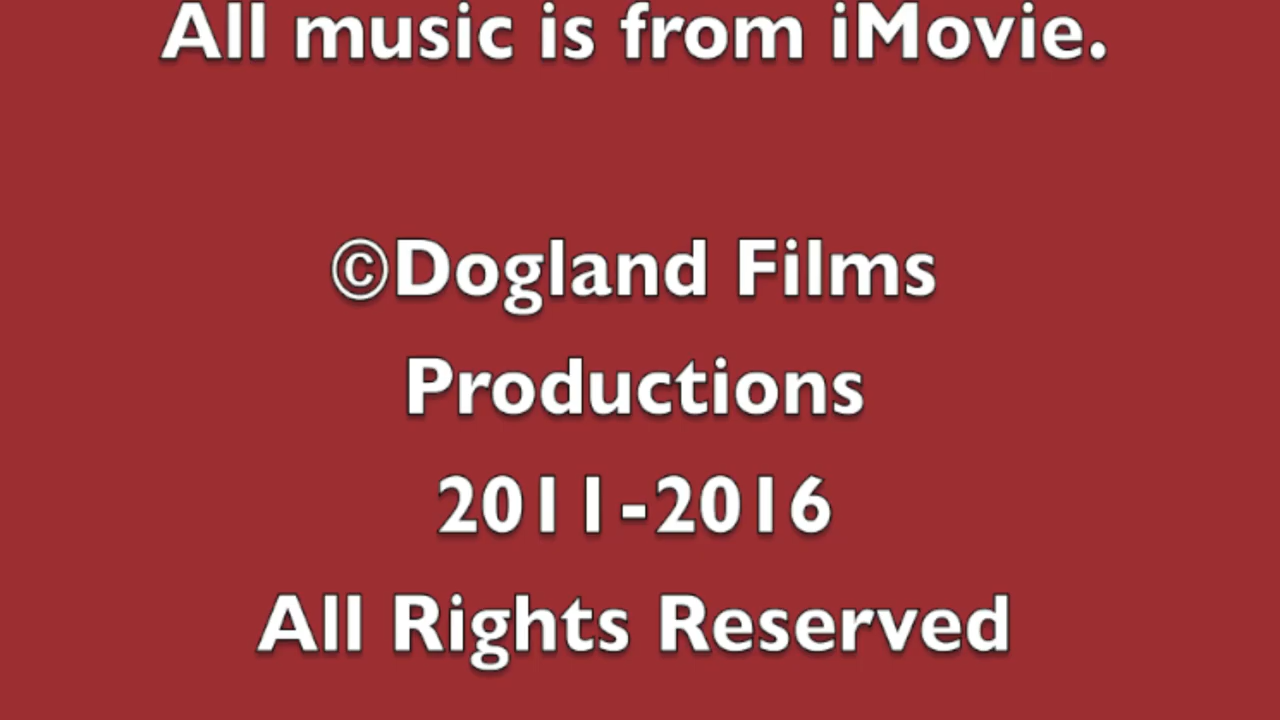 All music is from iMovie.
©Dogland Films
Productions
2011-2016
All Rights Reserved